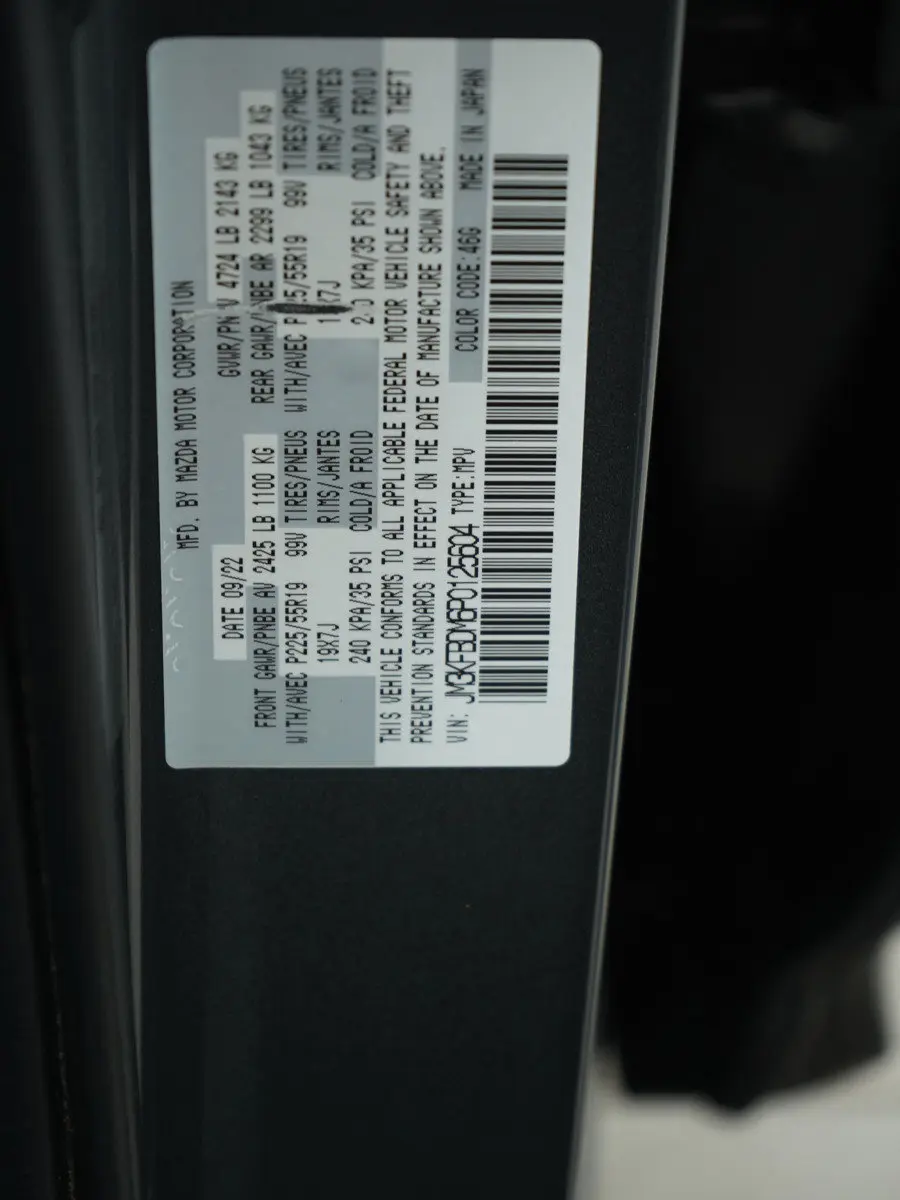 MFD. BY MAZDA MOTOR CORPORATION
DATE 09/22 4724 LB 2143 KG
FRONT GAWR/PNBE AV 2425 LB 1100 KG REAR AR 2299 LB 1043 KG
WITH/AVEC P225/55R19 99V TIRES/PNEUS WITH/AVEC 99V TIRES/PNEUS
19X7J RIMS/JANTES RIMS/JANTES
240 KPA/35 PSI COLD/A FROID KPA/35 PSI COLD/A FROID
THIS VEHICLE CONFORMS TO ALL APPLICABLE FEDERAL MOTOR VEHICLE SAFETY AND THEFT
PREVENTION STANDARDS IN EFFECT ON THE DATE OF MANUFACTURE SHOWN ABOVE.
VIN: JM3KFBDM6P0125604 TYPE:MPV COLOR CODE:46G MADE IN JAPAN